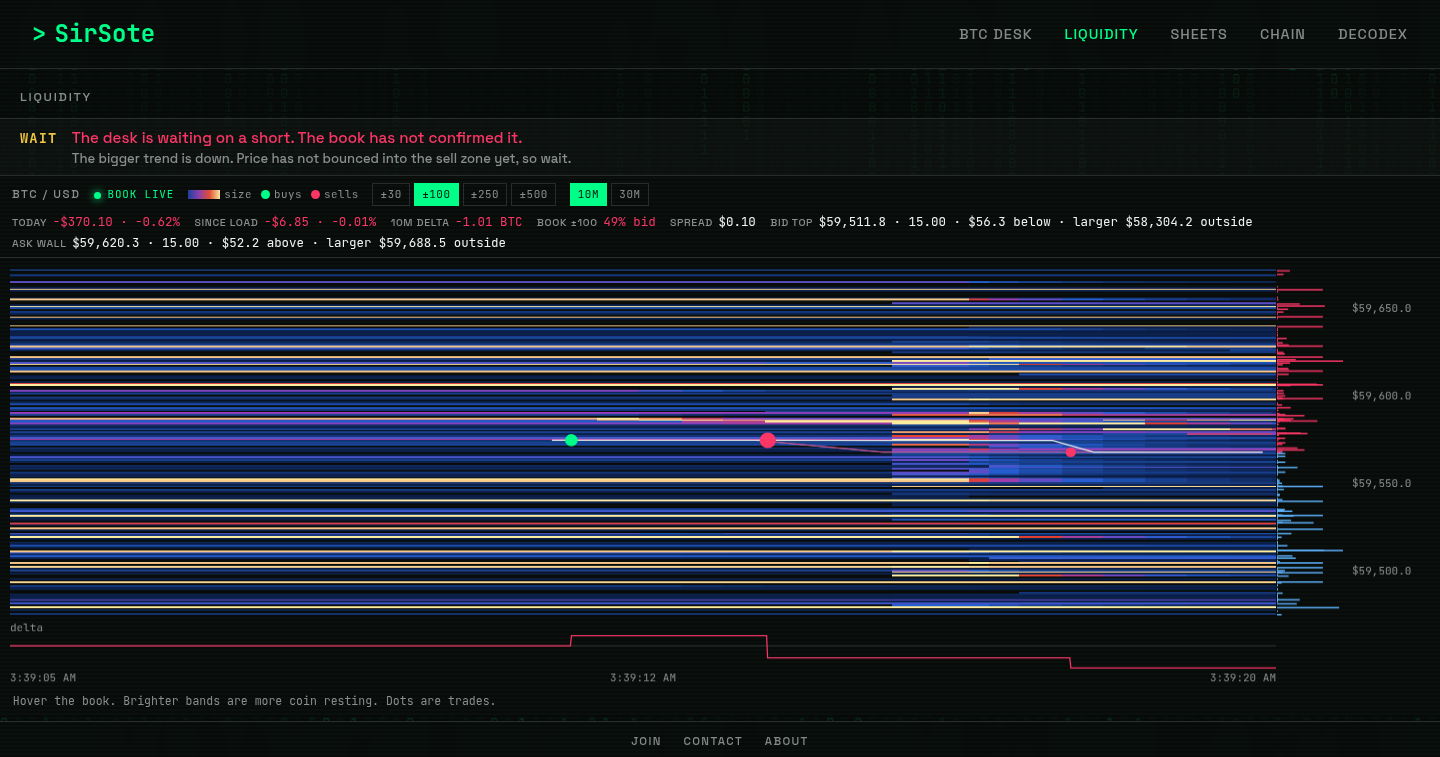 > SirSote
BTC DESK LIQUIDITY SHEETS CHAIN DECODEX
LIQUIDITY
WAIT The desk is waiting on a short. The book has not confirmed it.
The bigger trend is down. Price has not bounced into the sell zone yet, so wait.
BTC / USD BOOK LIVE size buys sells ±30 ±100 ±250 ±500 10M 30M
TODAY -$370.10 · -0.62% SINCE LOAD -$6.85 · -0.01% 10M DELTA -1.01 BTC BOOK ±100 49% bid SPREAD $0.10 BID TOP $59,511.8 · 15.00 · $56.3 below · larger $58,304.2 outside
ASK WALL $59,620.3 · 15.00 · $52.2 above · larger $59,688.5 outside
$59,650.0
$59,600.0
$59,550.0
$59,500.0
delta
3:39:05 AM 3:39:12 AM 3:39:20 AM
Hover the book. Brighter bands are more coin resting. Dots are trades.
JOIN CONTACT ABOUT